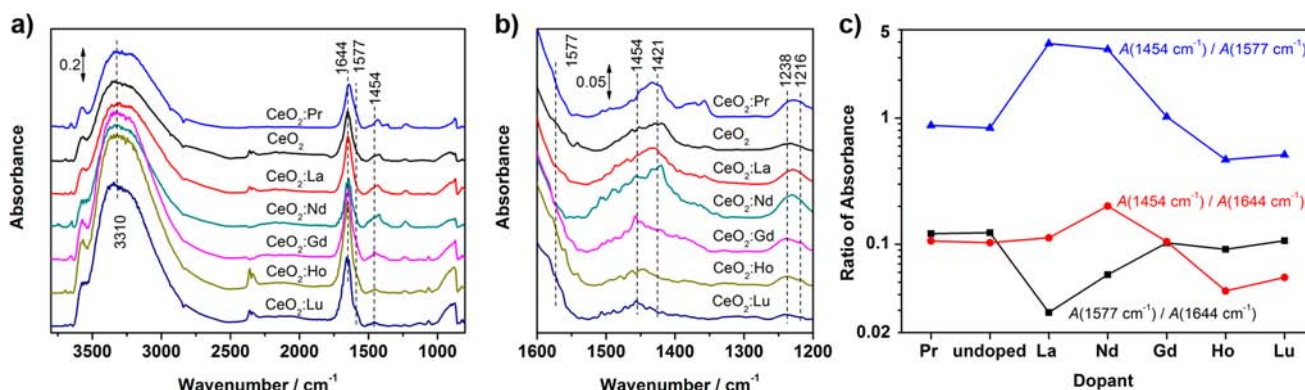 a)
0.2
3310
1644
1577
1454
CeO2:Pr
CeO2
CeO2:La
CeO2:Nd
CeO2:Gd
CeO2:Ho
CeO2:Lu
Absorbance
3500 3000 2500 2000 1500 1000
Wavenumber / cm-1
b)
1577
0.05
1454
1421
1238
1216
CeO2:Pr
CeO2
CeO2:La
CeO2:Nd
CeO2:Gd
CeO2:Ho
CeO2:Lu
Absorbance
1600 1500 1400 1300 1200
Wavenumber / cm-1
c)
5
1
0.1
0.02
Ratio of Absorbance
A(1454 cm-1) / A(1577 cm-1)
A(1454 cm-1) / A(1644 cm-1)
A(1577 cm-1) / A(1644 cm-1)
Pr undoped La Nd Gd Ho Lu
Dopant